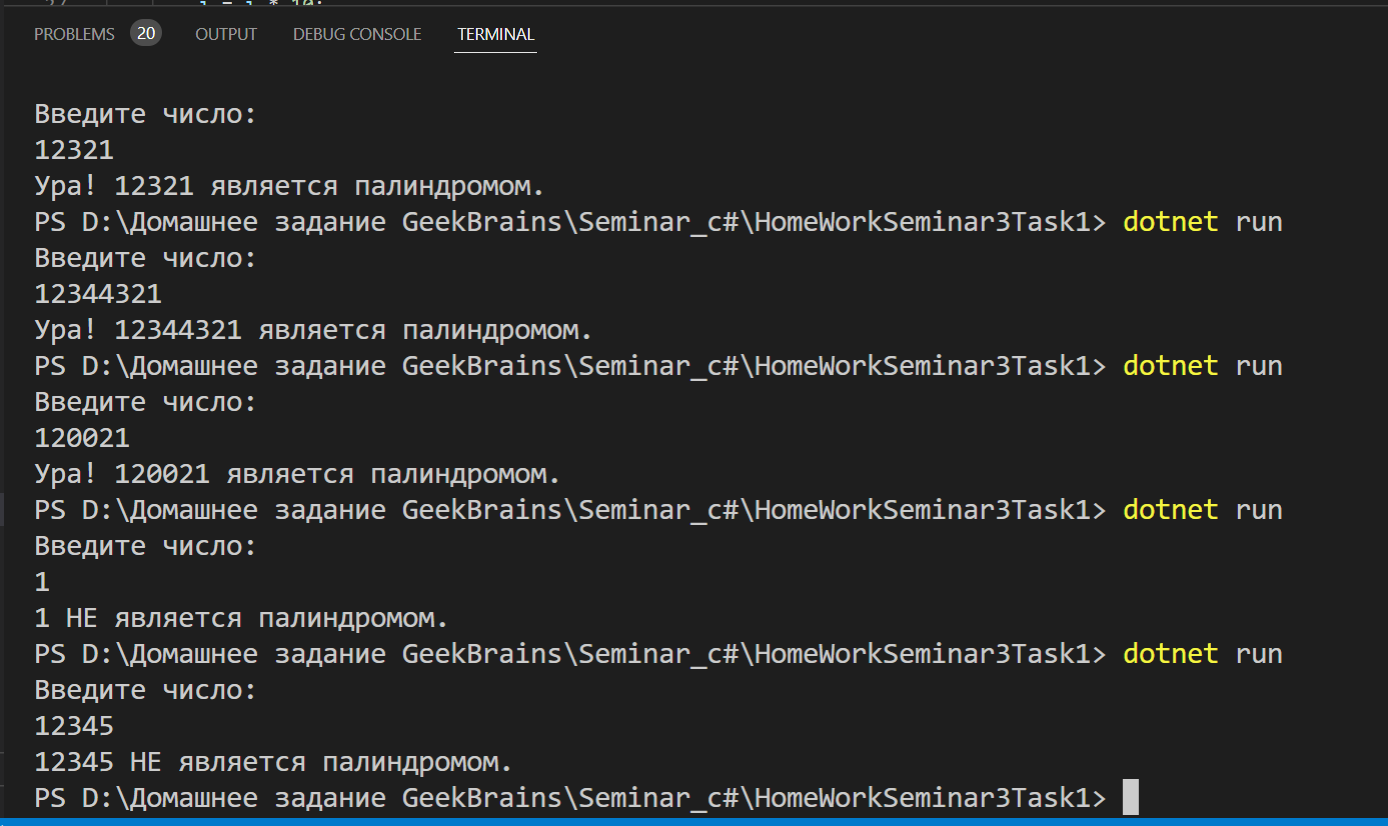 PROBLEMS 20 OUTPUT DEBUG CONSOLE TERMINAL
Введите число:
12321
Ура! 12321 является палиндромом.
PS D:\Домашнее задание GeekBrains\Seminar_c#\HomeWorkSeminar3Task1> dotnet run
Введите число:
12344321
Ура! 12344321 является палиндромом.
PS D:\Домашнее задание GeekBrains\Seminar_c#\HomeWorkSeminar3Task1> dotnet run
Введите число:
120021
Ура! 120021 является палиндромом.
PS D:\Домашнее задание GeekBrains\Seminar_c#\HomeWorkSeminar3Task1> dotnet run
Введите число:
1
1 НЕ является палиндромом.
PS D:\Домашнее задание GeekBrains\Seminar_c#\HomeWorkSeminar3Task1> dotnet run
Введите число:
12345
12345 НЕ является палиндромом.
PS D:\Домашнее задание GeekBrains\Seminar_c#\HomeWorkSeminar3Task1>